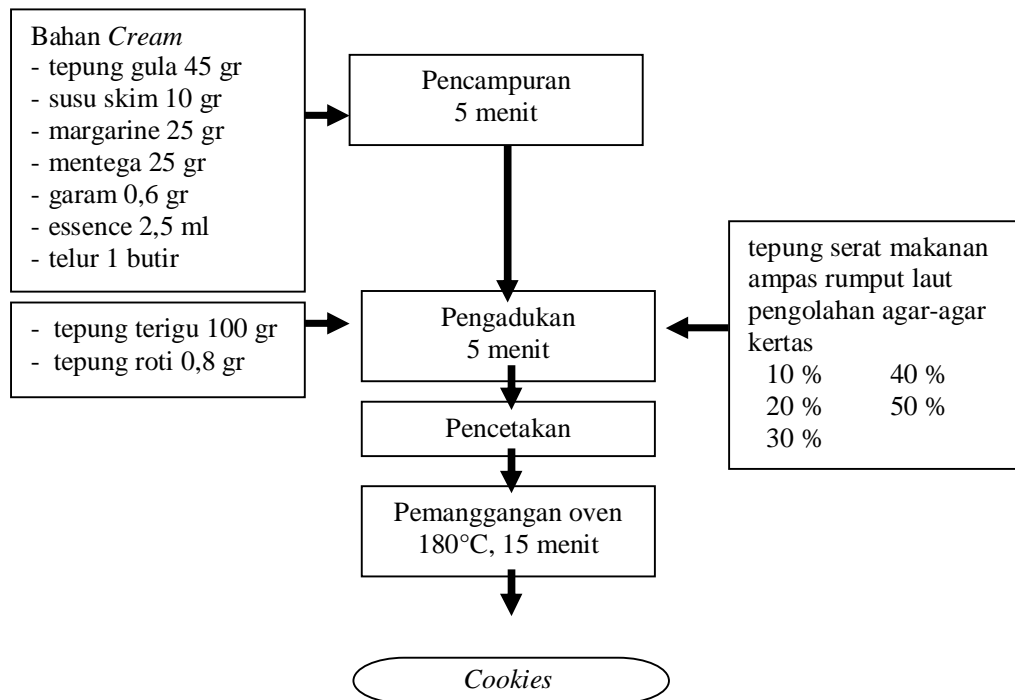 Bahan Cream
- tepung gula 45 gr
- susu skim 10 gr
- margarine 25 gr
- mentega 25 gr
- garam 0,6 gr
- essence 2,5 ml
- telur 1 butir
Pencampuran
5 menit
- tepung terigu 100 gr
- tepung roti 0,8 gr
Pengadukan
5 menit
tepung serat makanan
ampas rumput laut
pengolahan agar-agar
kertas
10 % 40 %
20 % 50 %
30 %
Pencetakan
Pemanggangan oven
180°C, 15 menit
Cookies